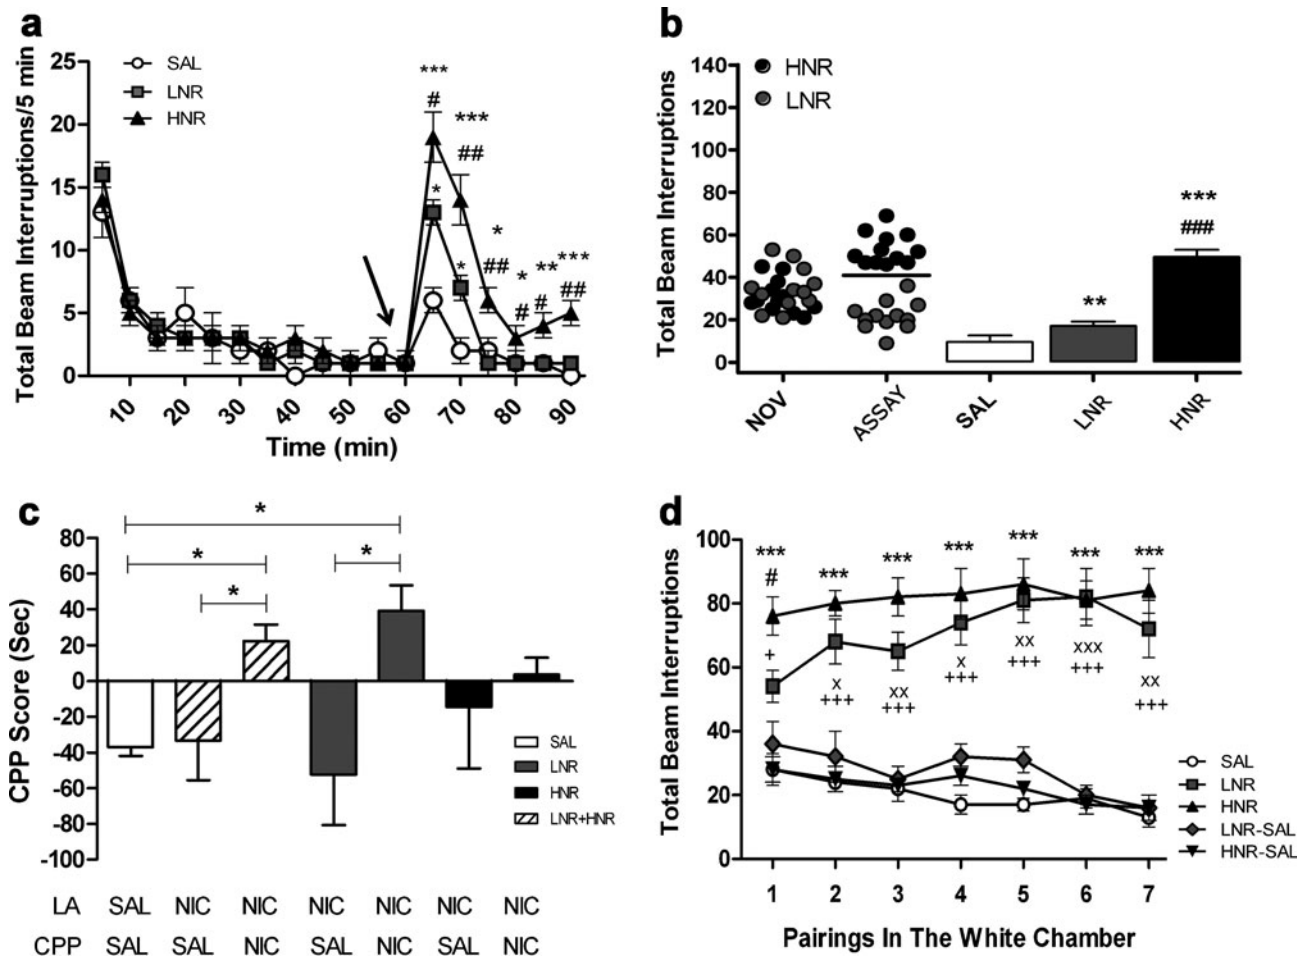 a
Total Beam Interruptions/5 min
25
20
15
10
5
0
SAL
LNR
HNR
***
#
***
##
*
*
*
##
*
#
**
#
***
##
10
20
30
40
50
60
70
80
90
Time (min)
b
Total Beam Interruptions
140
120
100
80
60
40
20
0
HNR
LNR
**
***
###
NOV
ASSAY
SAL
LNR
HNR
c
CPP Score (Sec)
80
60
40
20
0
-20
-40
-60
-80
-100
*
*
*
*
SAL
LNR
HNR
LNR+HNR
LA SAL NIC NIC NIC NIC NIC NIC
CPP SAL SAL NIC SAL NIC SAL NIC
d
Total Beam Interruptions
100
80
60
40
20
0
*** *** *** *** *** *** ***
#
+
x
+++
xx
+++
x
+++
xx
+++
xxx
+++
xx
+++
SAL
LNR
HNR
LNR-SAL
HNR-SAL
1 2 3 4 5 6 7
Pairings In The White Chamber